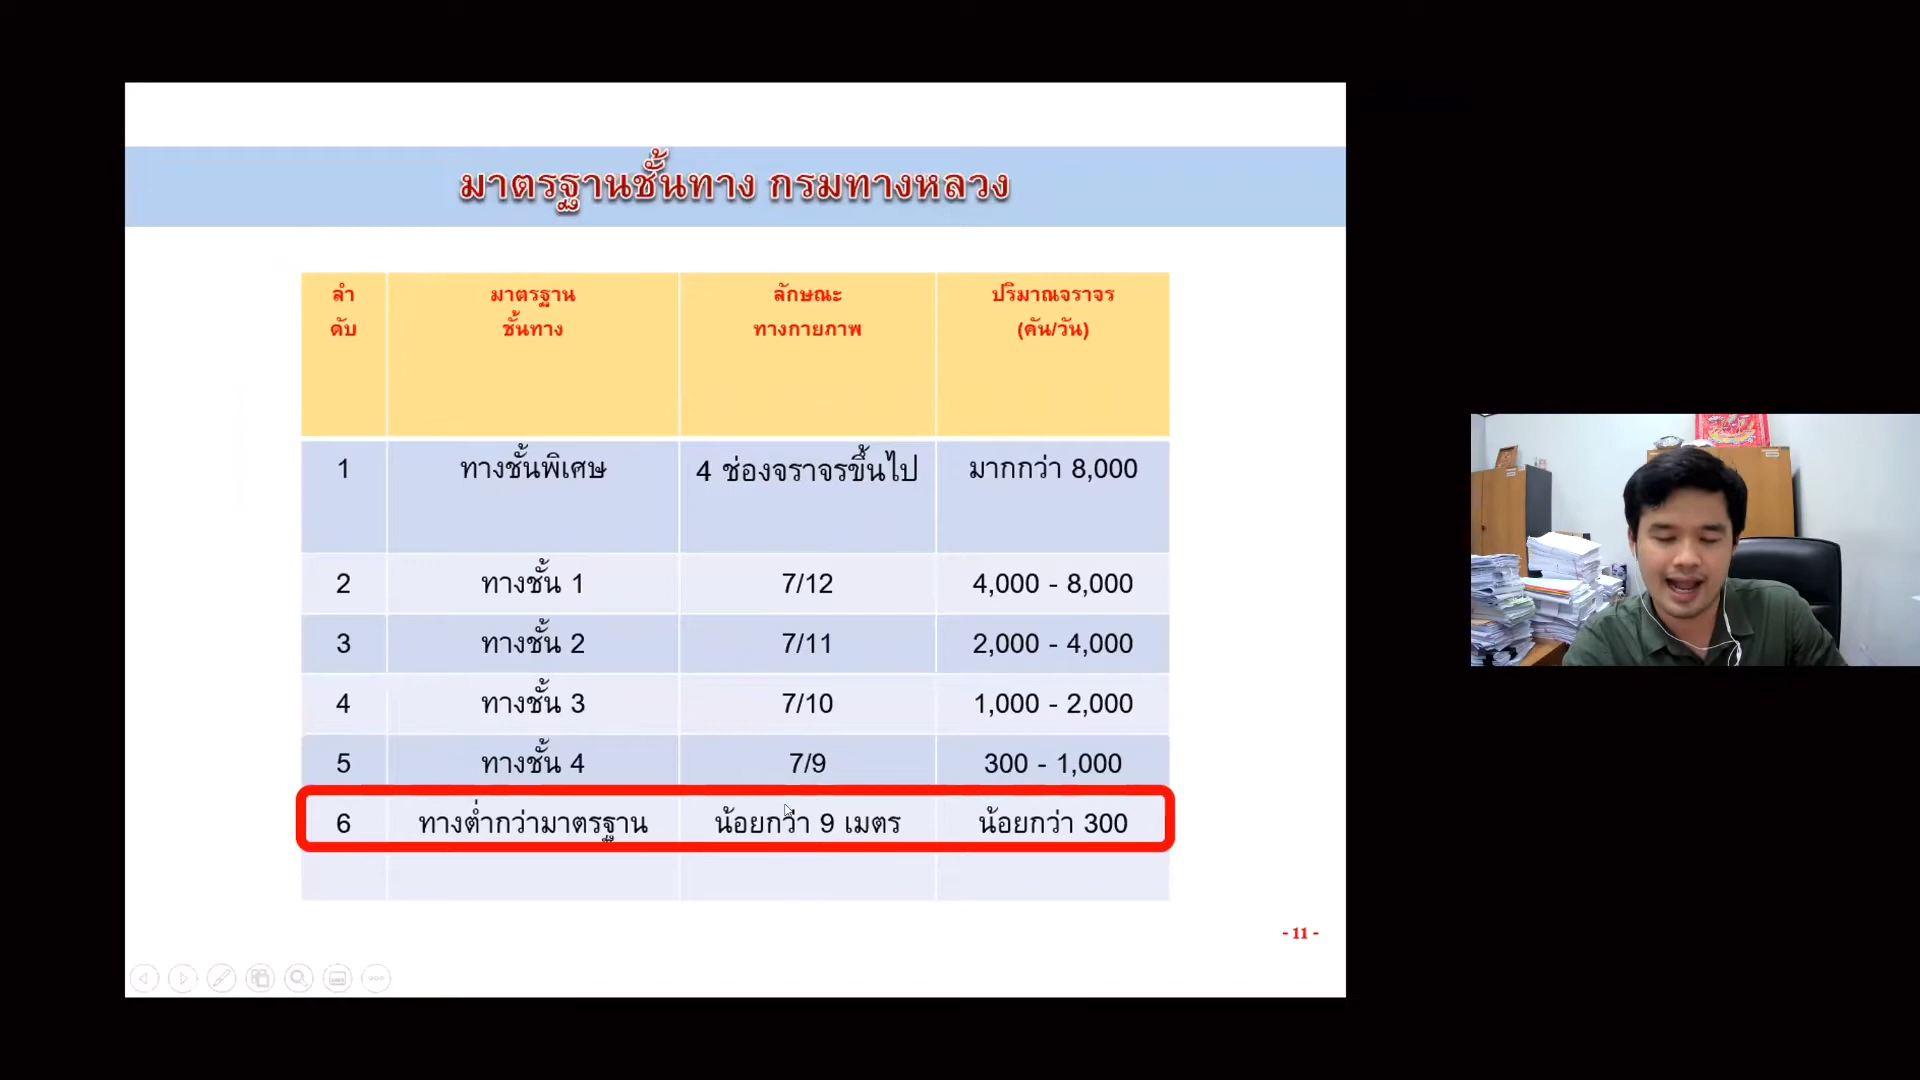 มาตรฐานชั้นทาง กรมทางหลวง
ลำ
ดับ
มาตรฐาน
ชั้นทาง
ลักษณะ
ทางกายภาพ
ปริมาณจราจร
(คัน/วัน)
1 ทางชั้นพิเศษ 4 ช่องจราจรขึ้นไป มากกว่า 8,000
2 ทางชั้น 1 7/12 4,000 - 8,000
3 ทางชั้น 2 7/11 2,000 - 4,000
4 ทางชั้น 3 7/10 1,000 - 2,000
5 ทางชั้น 4 7/9 300 - 1,000
6 ทางต่ำกว่ามาตรฐาน น้อยกว่า 9 เมตร น้อยกว่า 300
- 11 -